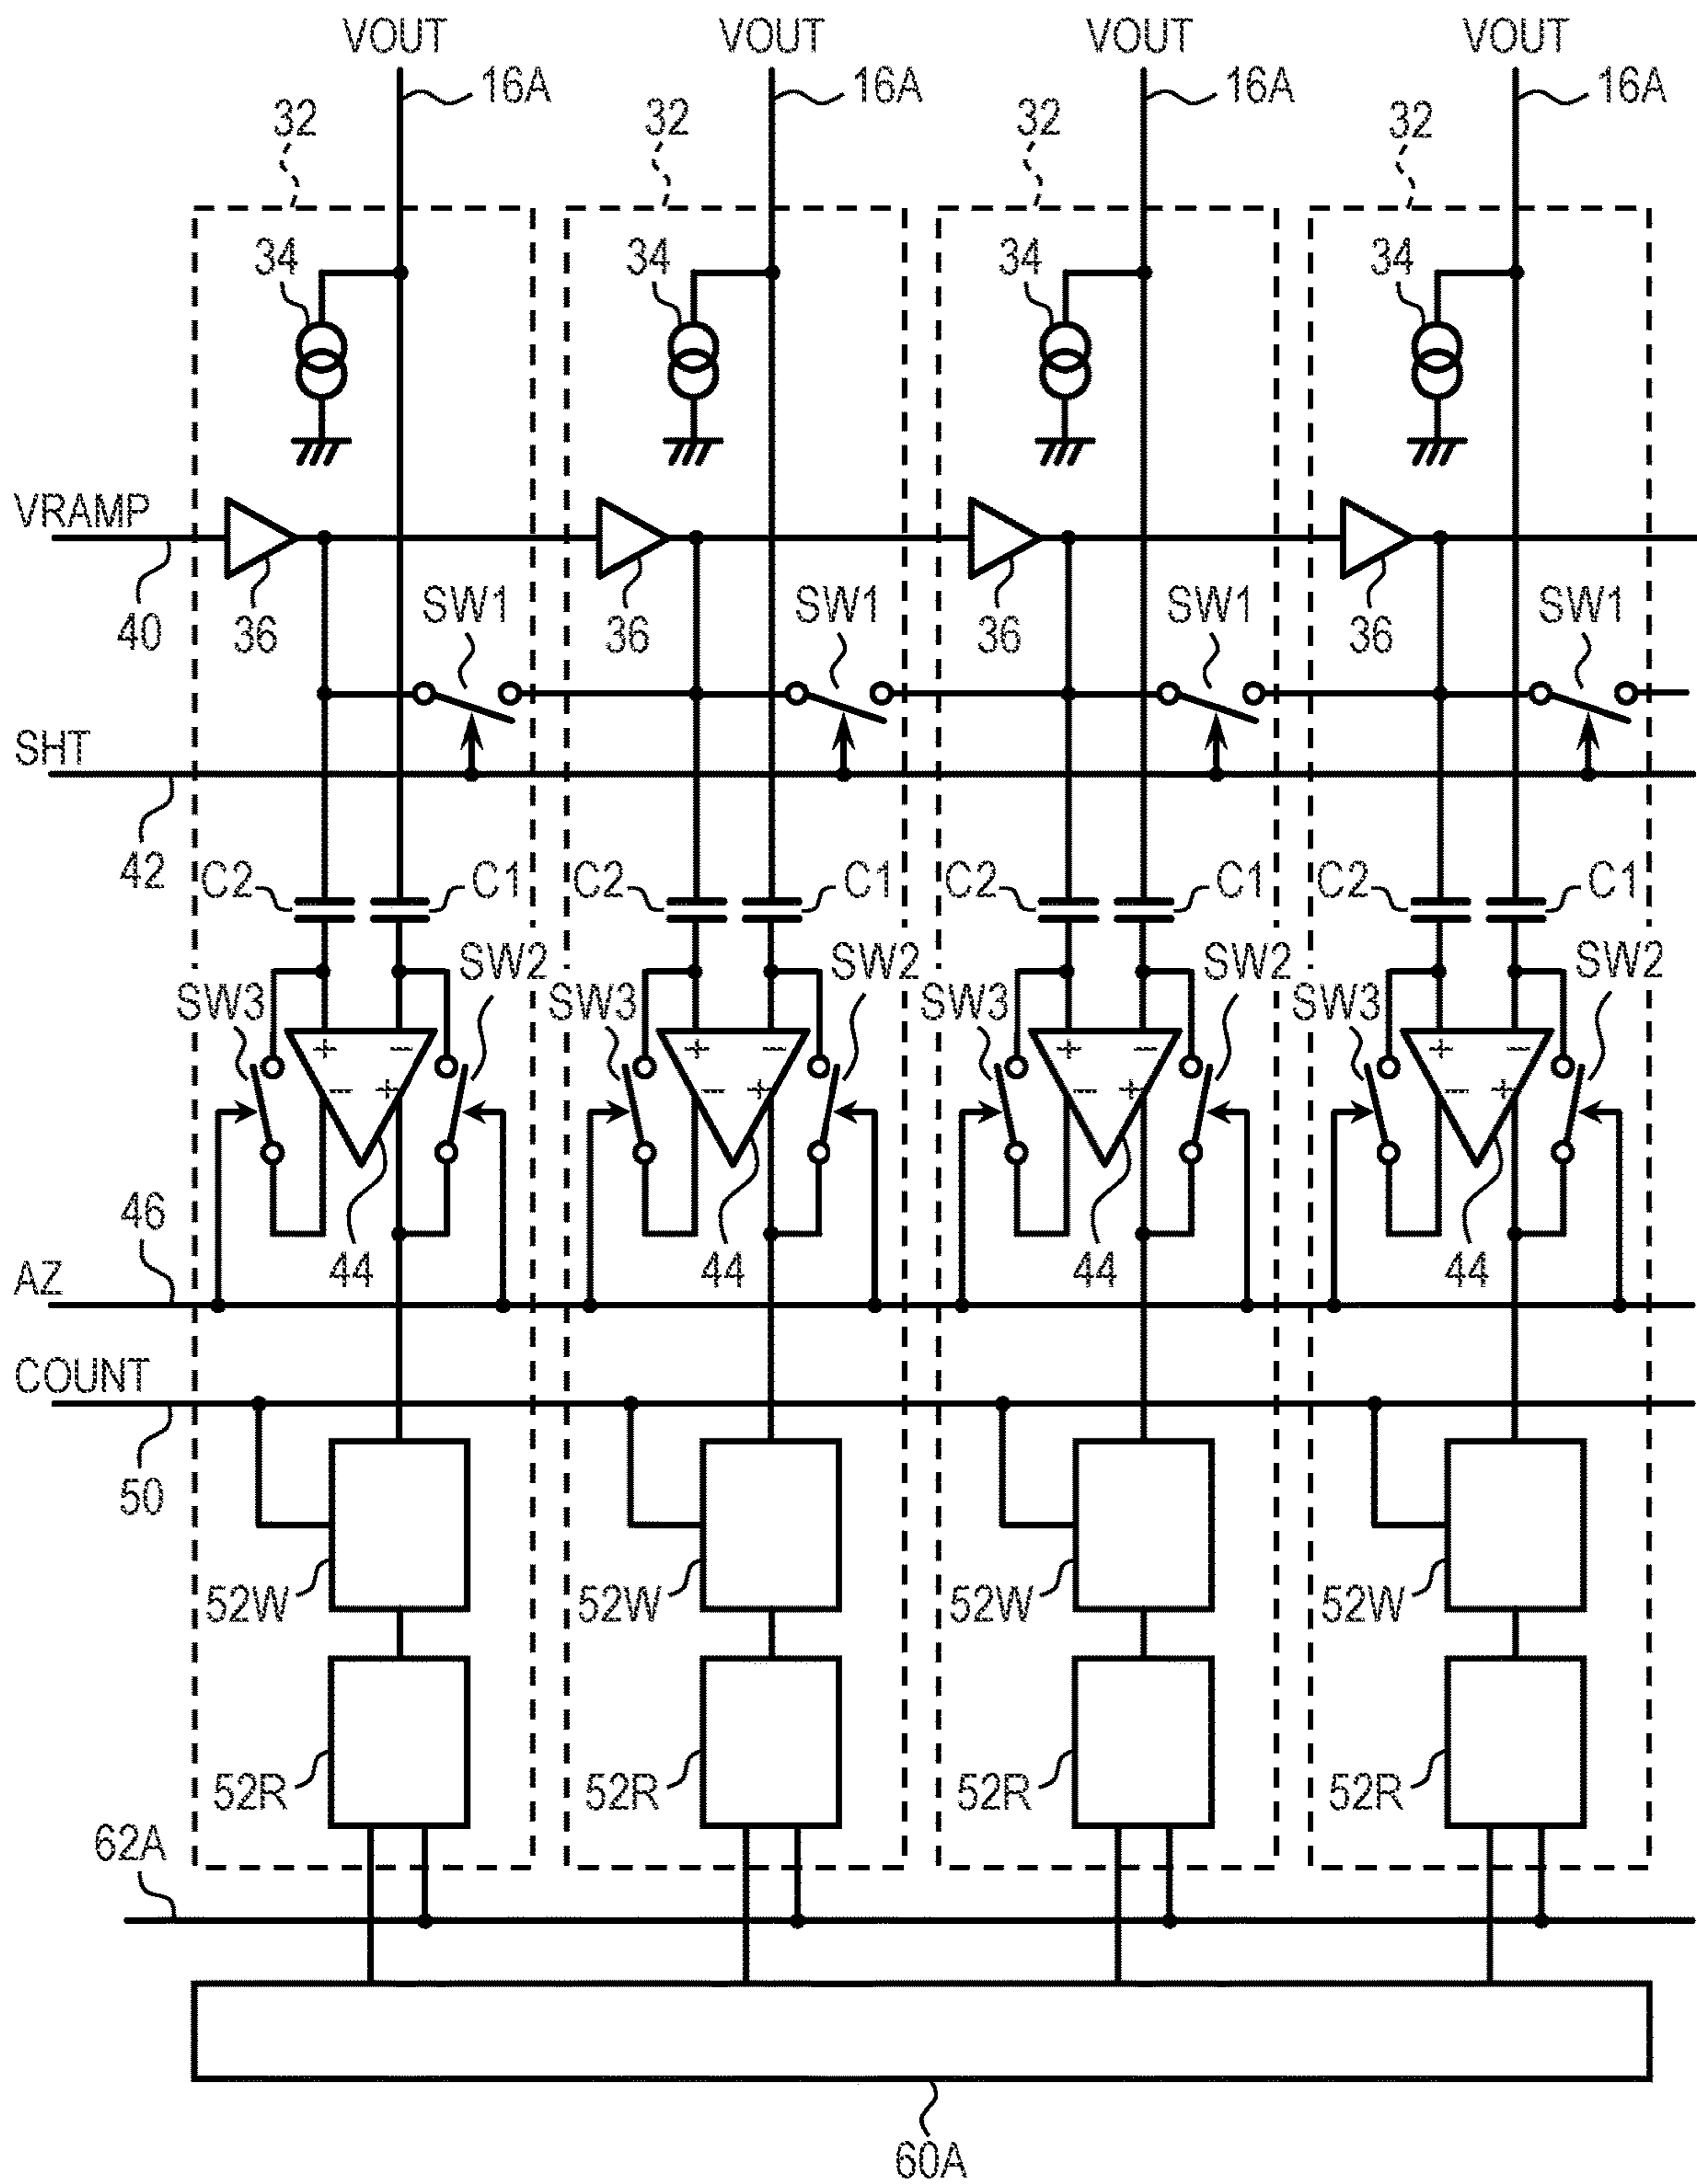 VOUT VOUT VOUT VOUT
16A 16A 16A 16A
32 32 32 32
34 34 34 34
VRAMP
40 36 36 36 36
SW1 SW1 SW1 SW1
SHT
42
C2 C1 C2 C1 C2 C1 C2 C1
SW3 SW2 SW3 SW2 SW3 SW2 SW3 SW2
+ − + − + − + −
− + − + − + − +
46 44 44 44 44
AZ
COUNT
50
52W 52W 52W 52W
52R 52R 52R 52R
62A
60A